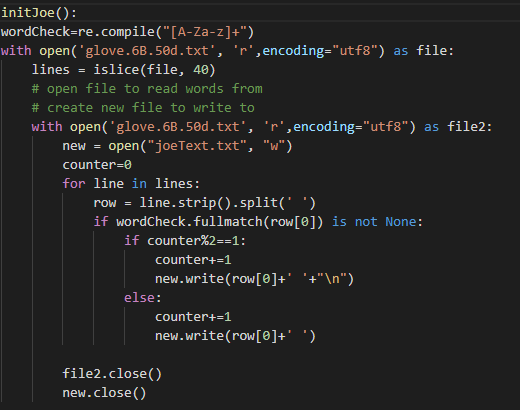 initJoe():
wordCheck=re.compile("[A-Za-z]+")
with open('glove.6B.50d.txt', 'r',encoding="utf8") as file:
    lines = islice(file, 40)
    # open file to read words from
    # create new file to write to
    with open('glove.6B.50d.txt', 'r',encoding="utf8") as file2:
        new = open("joeText.txt", "w")
        counter=0
        for line in lines:
            row = line.strip().split(' ')
            if wordCheck.fullmatch(row[0]) is not None:
                if counter%2==1:
                    counter+=1
                    new.write(row[0]+' '+"\n")
                else:
                    counter+=1
                    new.write(row[0]+' ')
        file2.close()
        new.close()